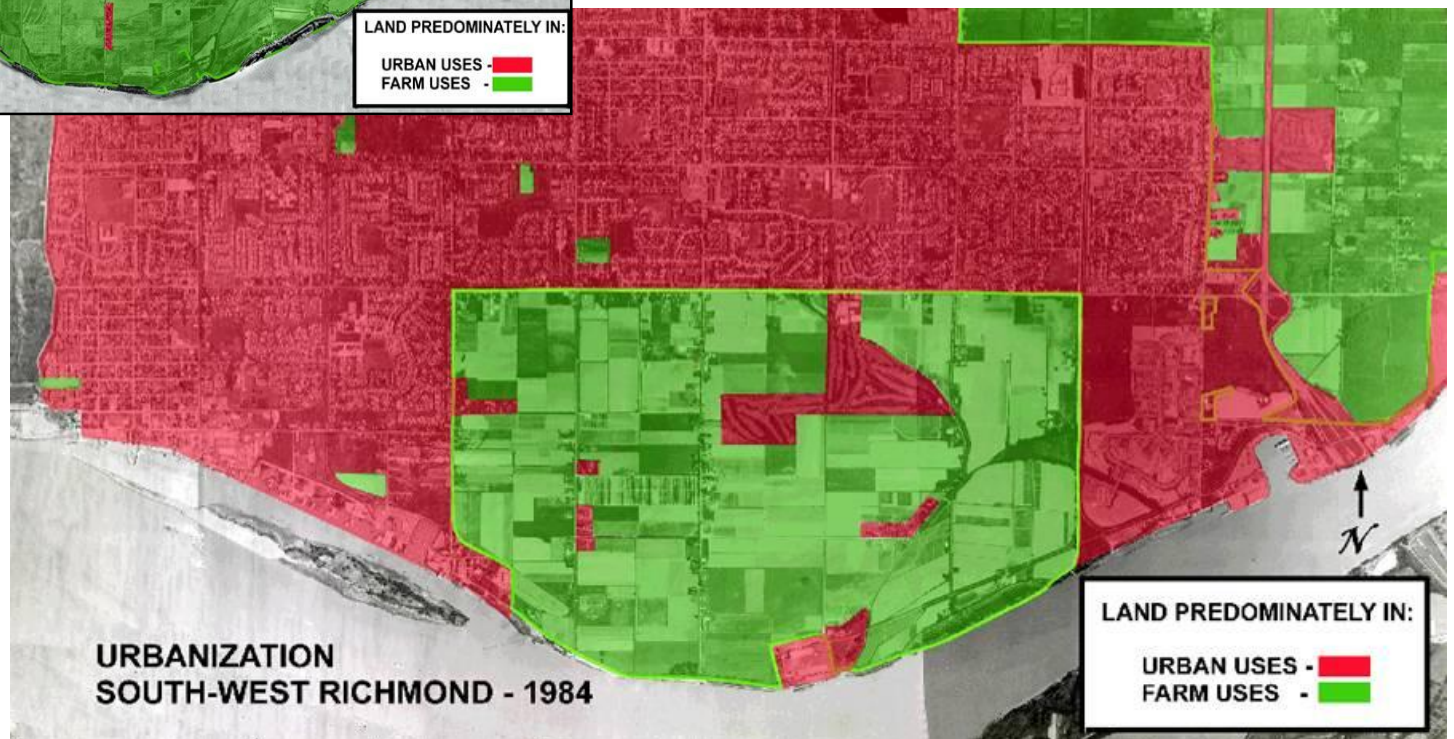 LAND PREDOMINATELY IN:
URBAN USES -
FARM USES -
N
URBANIZATION
SOUTH-WEST RICHMOND - 1984
LAND PREDOMINATELY IN:
URBAN USES -
FARM USES -